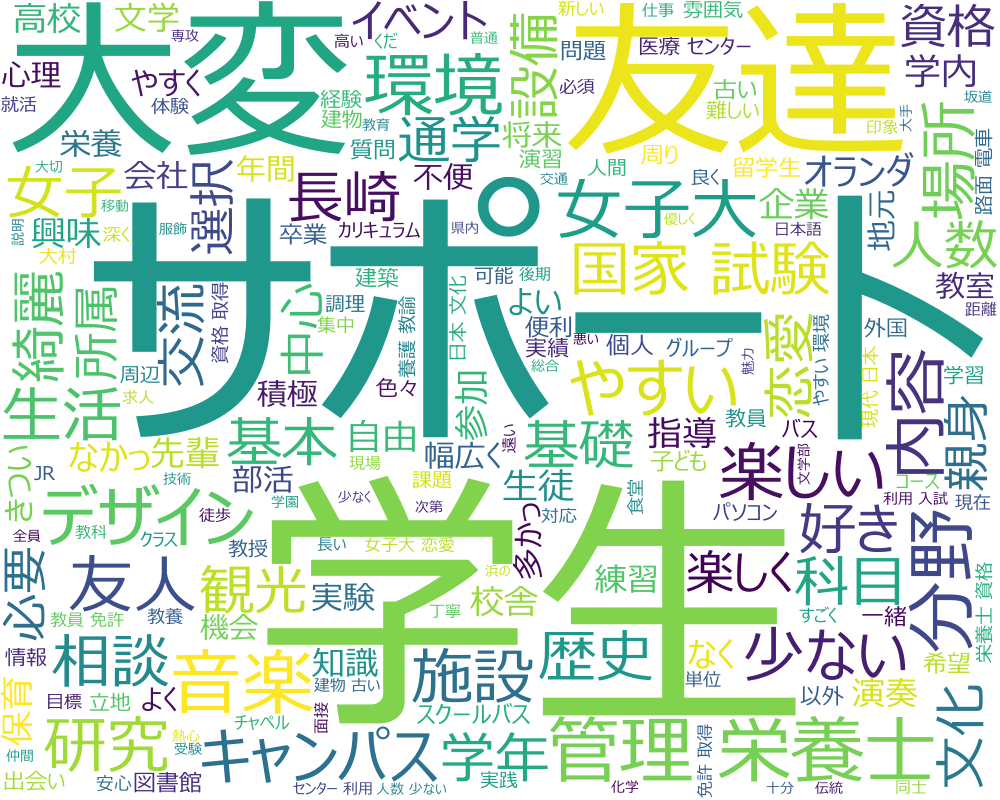 高校
文学
専攻
高い
くだ
普通
イベント
新しい
仕事
雰囲気
資格
大変
友達
心理
やすく
環境
設備
問題
医療 センター
学内
就活
体験
経験
建物
必須
古い
難しい
坂道
大手
印象
栄養
教育
質問
通学
将来
演習
人間
周り
留学生
オランダ
場所
路面 電車
大切
女子
会社
選択
年間
長崎
不便
良く
交通
優しく
女子大
企業
日本語
地元
人数
移動
説明
興味
深く
服飾
卒業
カリキュラム
県内
大村
サポート
建築
可能
後期
国家 試験
教室
距離
綺麗
所属
交流
資格 取得
中心
調理
集中
養護 教諭
日本 文化
よい
便利
実績
悪い
個人
グループ
魅力
恋愛
やすい 環境
外国
現代 日本
内容
学習
周辺
求人
積極
色々
参加
総合
やすい
教員
バス
生活
なかっ
先輩
基本
自由
現場
幅広く
遠い
基礎
指導
子ども
楽しい
文学部
親身
コース
利用 入試
現在
きつい
JR
デザイン
技術
部活
学園
少なく
課題
次第
生徒
食堂
パソコン
好き
分野
全員
教科
クラス
徒歩
教授
長い
女子大 恋愛
浜の
多かっ
対応
学生
必要
友人
観光
実験
丁寧
校舎
練習
楽しく
科目
すごく
一緒
栄養士 資格
教員 免許
教養
機会
情報
相談
音楽
知識
建物 古い
施設
歴史
なく
単位
少ない
希望
保育
目標
立地
よく
チャペル
面接
スクールバス
以外
演奏
文化
仲間
研究
熱心
受験
キャンパス
学年
実践
管理 栄養士
免許 取得
出会い
安心
図書館
センター 利用
人数 少ない
化学
十分
伝統
同士